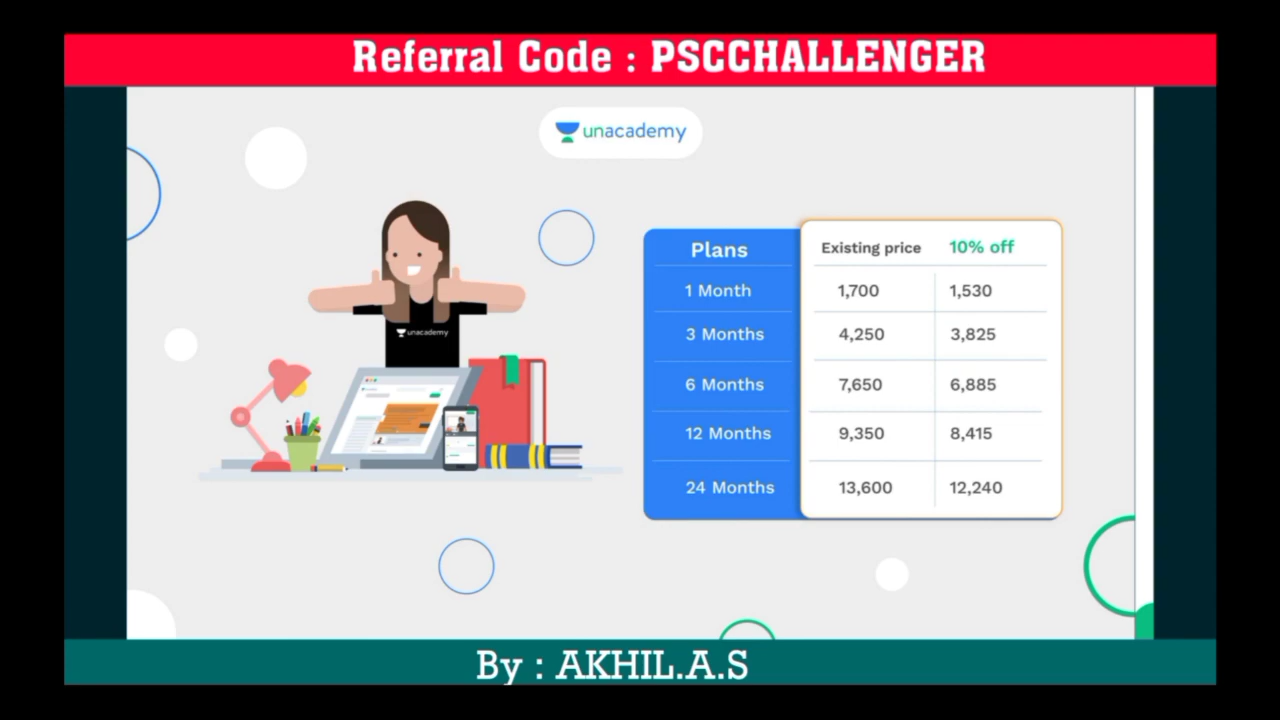 Referral Code : PSCCHALLENGER
unacademy
unacademy
Plans Existing price 10% off
1 Month 1,700 1,530
3 Months 4,250 3,825
6 Months 7,650 6,885
12 Months 9,350 8,415
24 Months 13,600 12,240
By : AKHIL.A.S